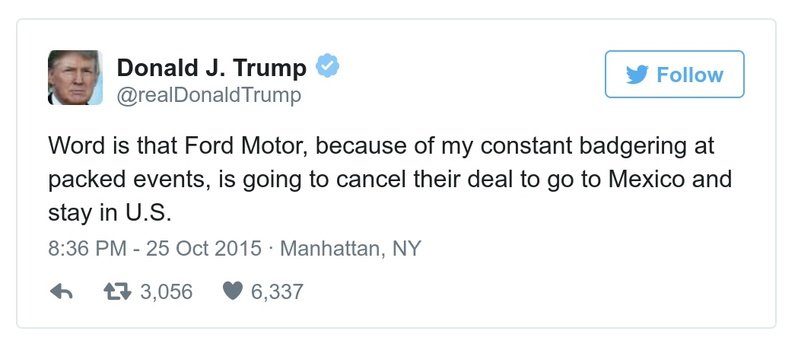 Donald J. Trump
@realDonaldTrump
Follow
Word is that Ford Motor, because of my constant badgering at
packed events, is going to cancel their deal to go to Mexico and
stay in U.S.
8:36 PM - 25 Oct 2015 · Manhattan, NY
3,056 6,337